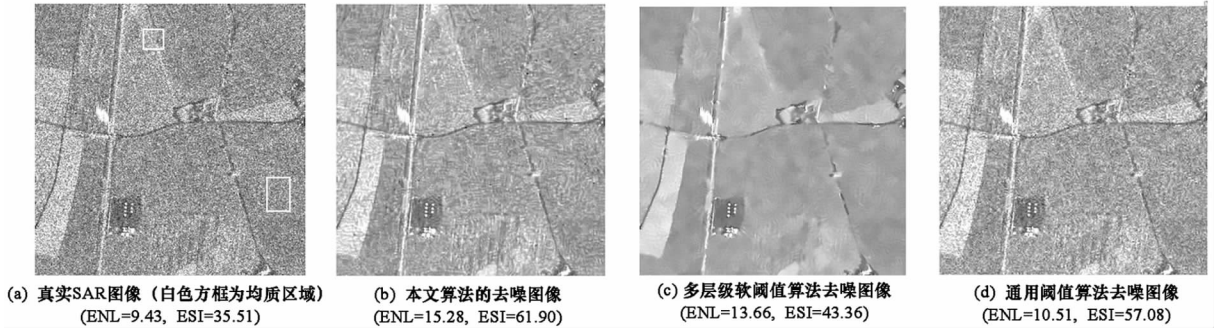 (a) 真实SAR图像（白色方框为均质区域）
(ENL=9.43, ESI=35.51)
(b) 本文算法的去噪图像
(ENL=15.28, ESI=61.90)
(c) 多层级软阈值算法去噪图像
(ENL=13.66, ESI=43.36)
(d) 通用阈值算法去噪图像
(ENL=10.51, ESI=57.08)